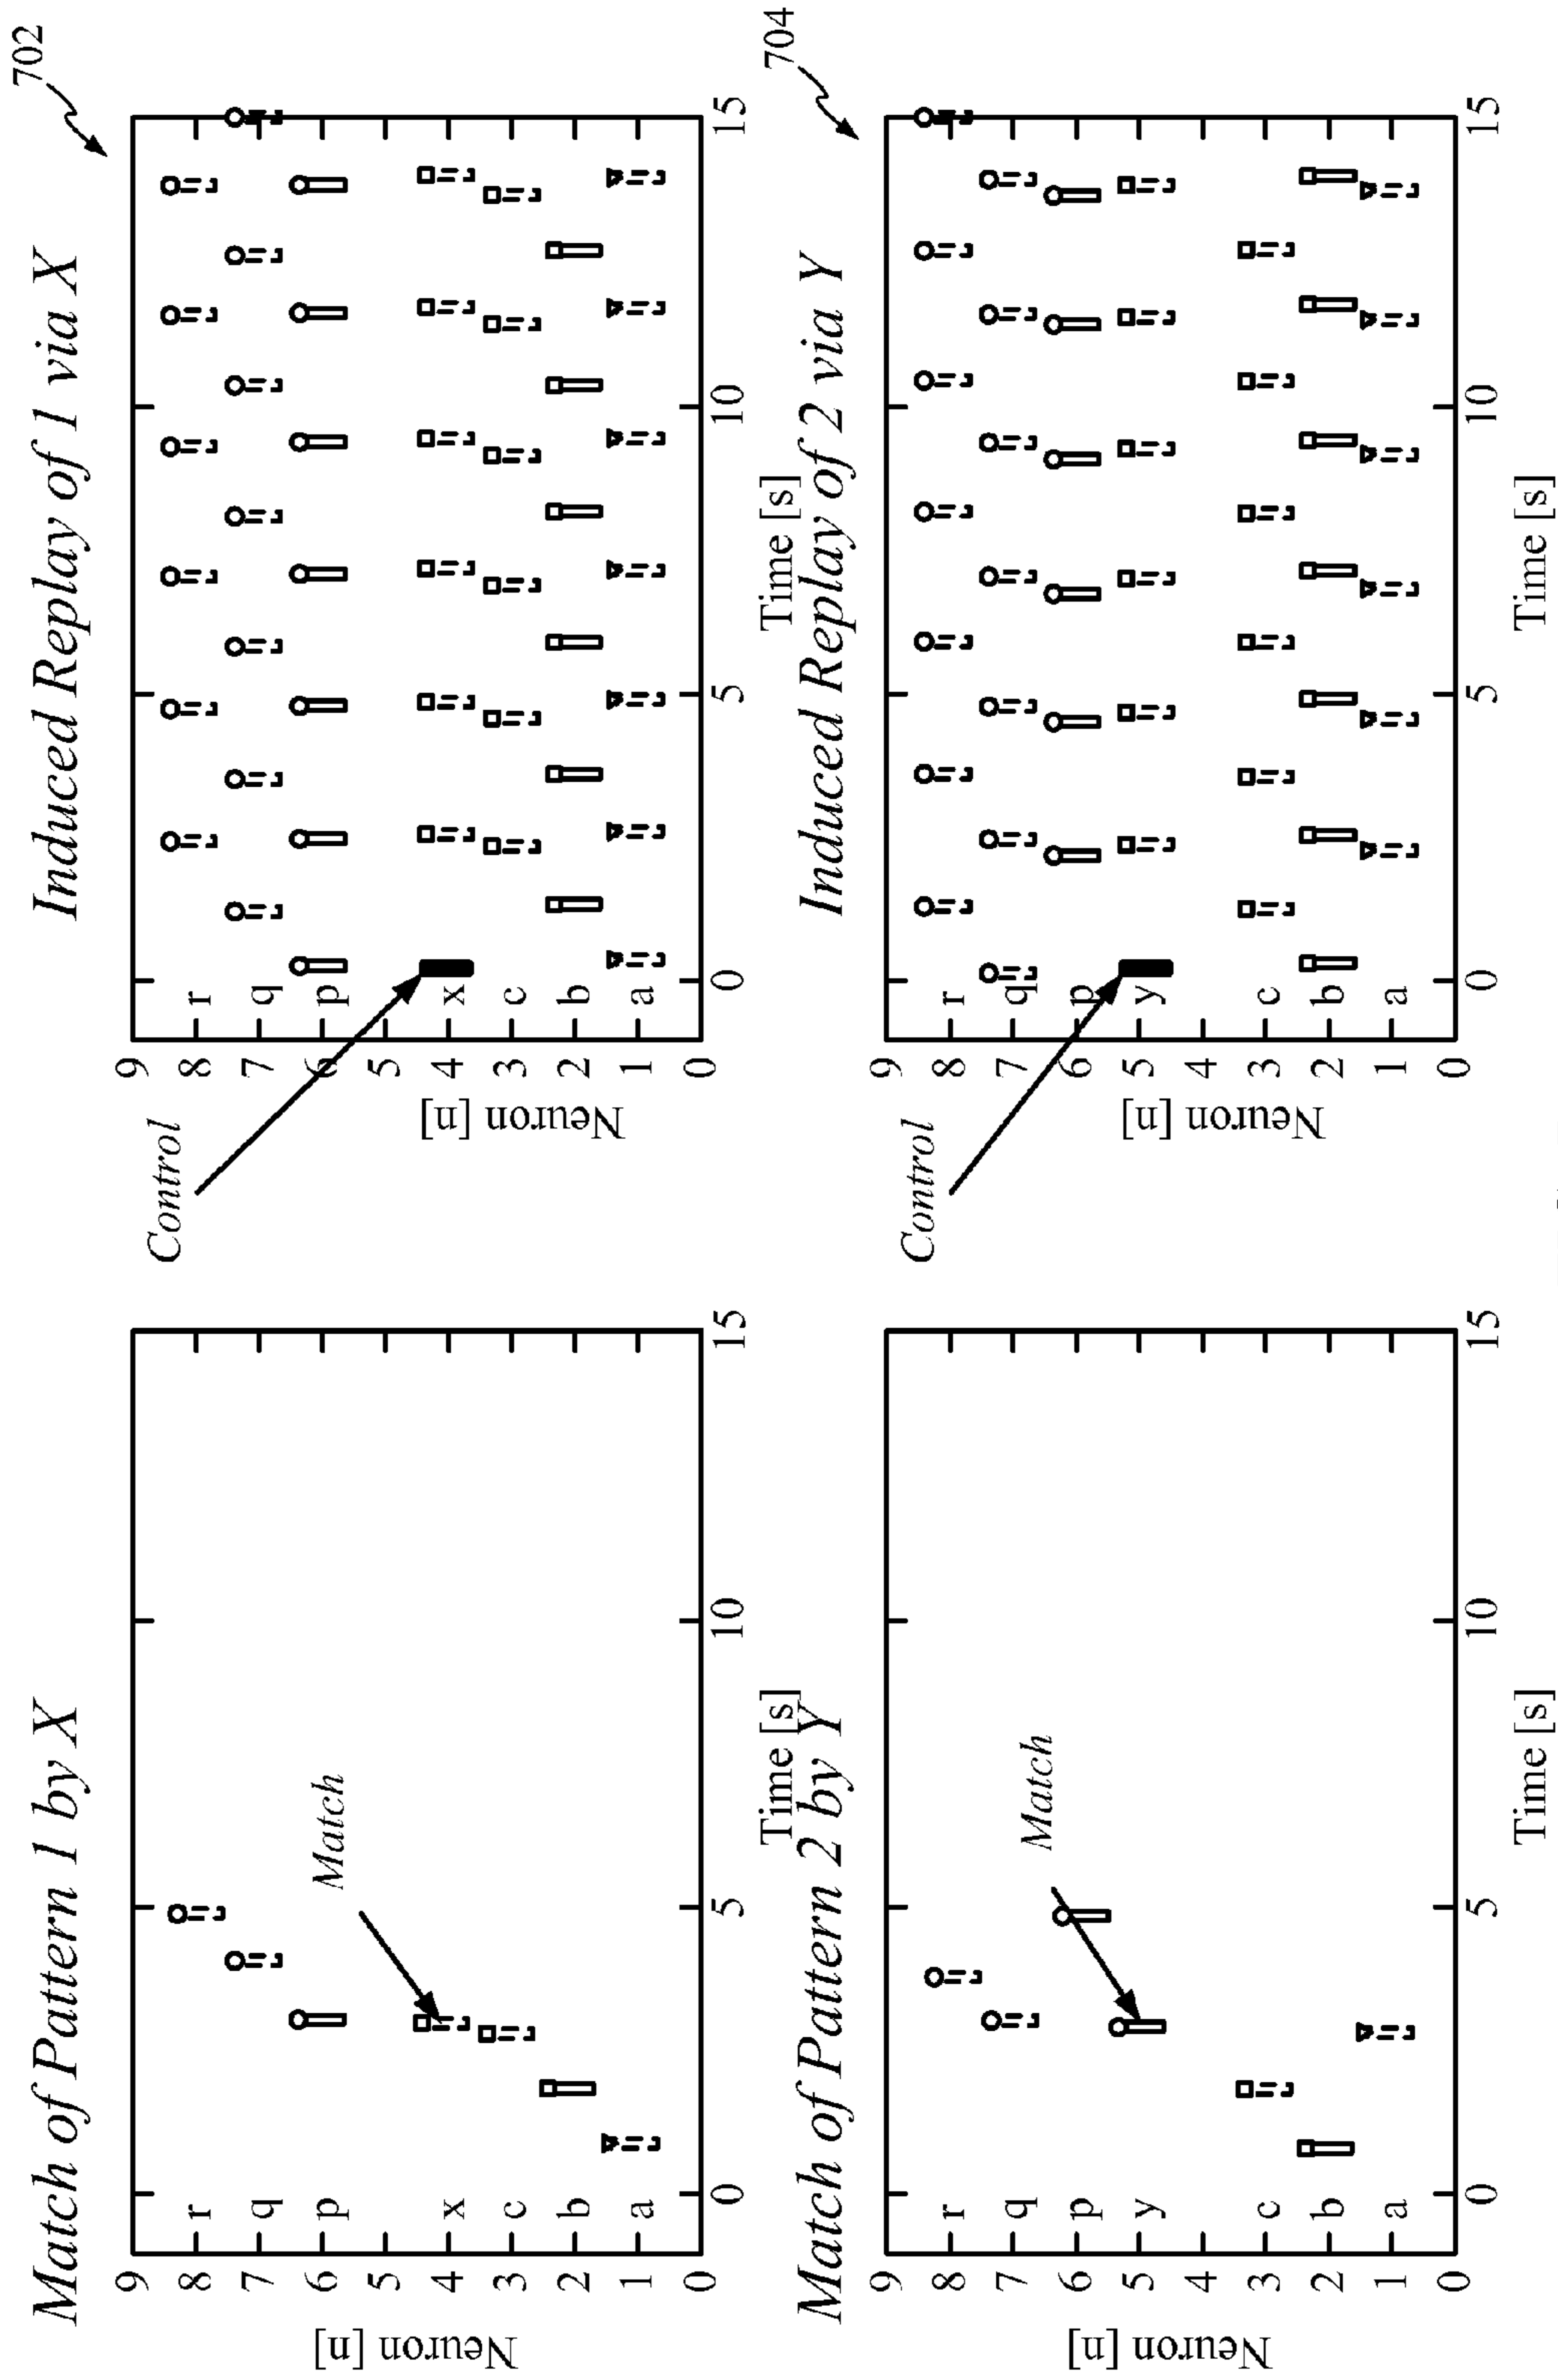 Match of Pattern 1 by X
Neuron [n]
9
8
7
6
5
4
3
2
1
0
r
q
p
x
c
b
a
Match
0
5
10
15
Time [s]
Induced Replay of 1 via X
702
Control
Neuron [n]
9
8
7
6
5
4
3
2
1
0
r
q
p
x
c
b
a
0
5
10
15
Time [s]
Match of Pattern 2 by Y
Neuron [n]
9
8
7
6
5
4
3
2
1
0
r
q
p
y
c
b
a
Match
0
5
10
15
Time [s]
Induced Replay of 2 via Y
704
Control
Neuron [n]
9
8
7
6
5
4
3
2
1
0
r
q
p
y
c
b
a
0
5
10
15
Time [s]